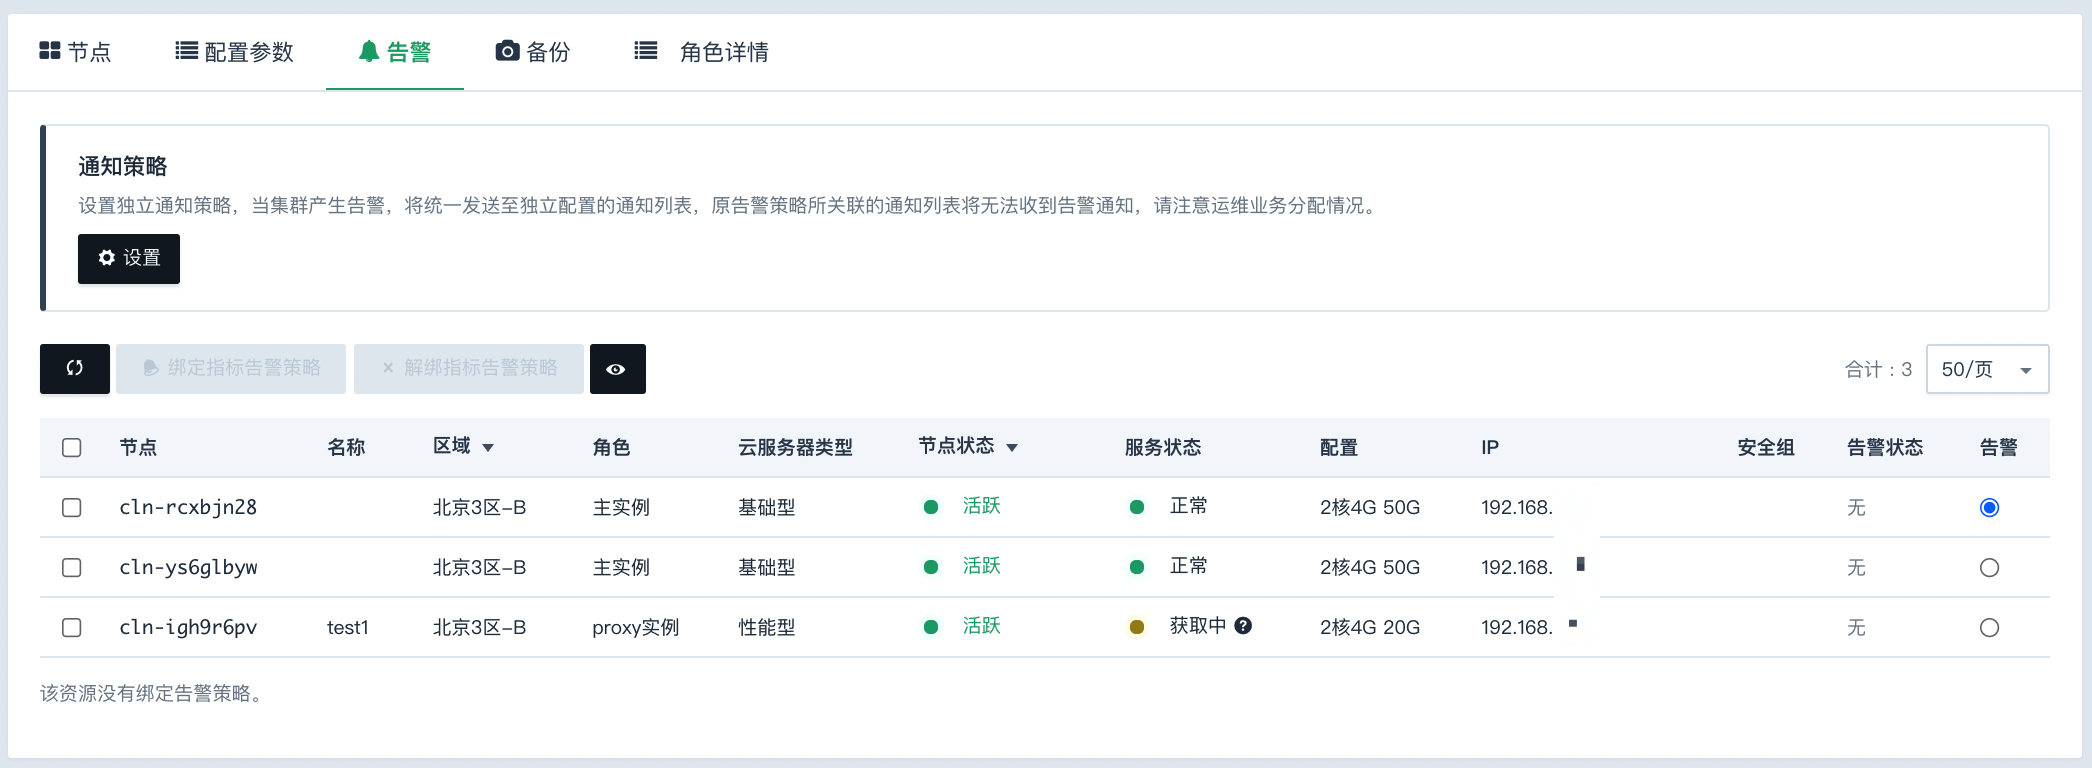 节点 配置参数 告警 备份 角色详情
通知策略
设置独立通知策略，当集群产生告警，将统一发送至独立配置的通知列表，原告警策略所关联的通知列表将无法收到告警通知，请注意运维业务分配情况。
设置
绑定指标告警策略 × 解绑指标告警策略 合计：3 50/页
节点 名称 区域 角色 云服务器类型 节点状态 服务状态 配置 IP 安全组 告警状态 告警
cln-rcxbjn28 北京3区-B 主实例 基础型 活跃 正常 2核4G 50G 192.168. 无
cln-ys6glbyw 北京3区-B 主实例 基础型 活跃 正常 2核4G 50G 192.168. 无
cln-igh9r6pv test1 北京3区-B proxy实例 性能型 活跃 获取中 ? 2核4G 20G 192.168. 无
该资源没有绑定告警策略。